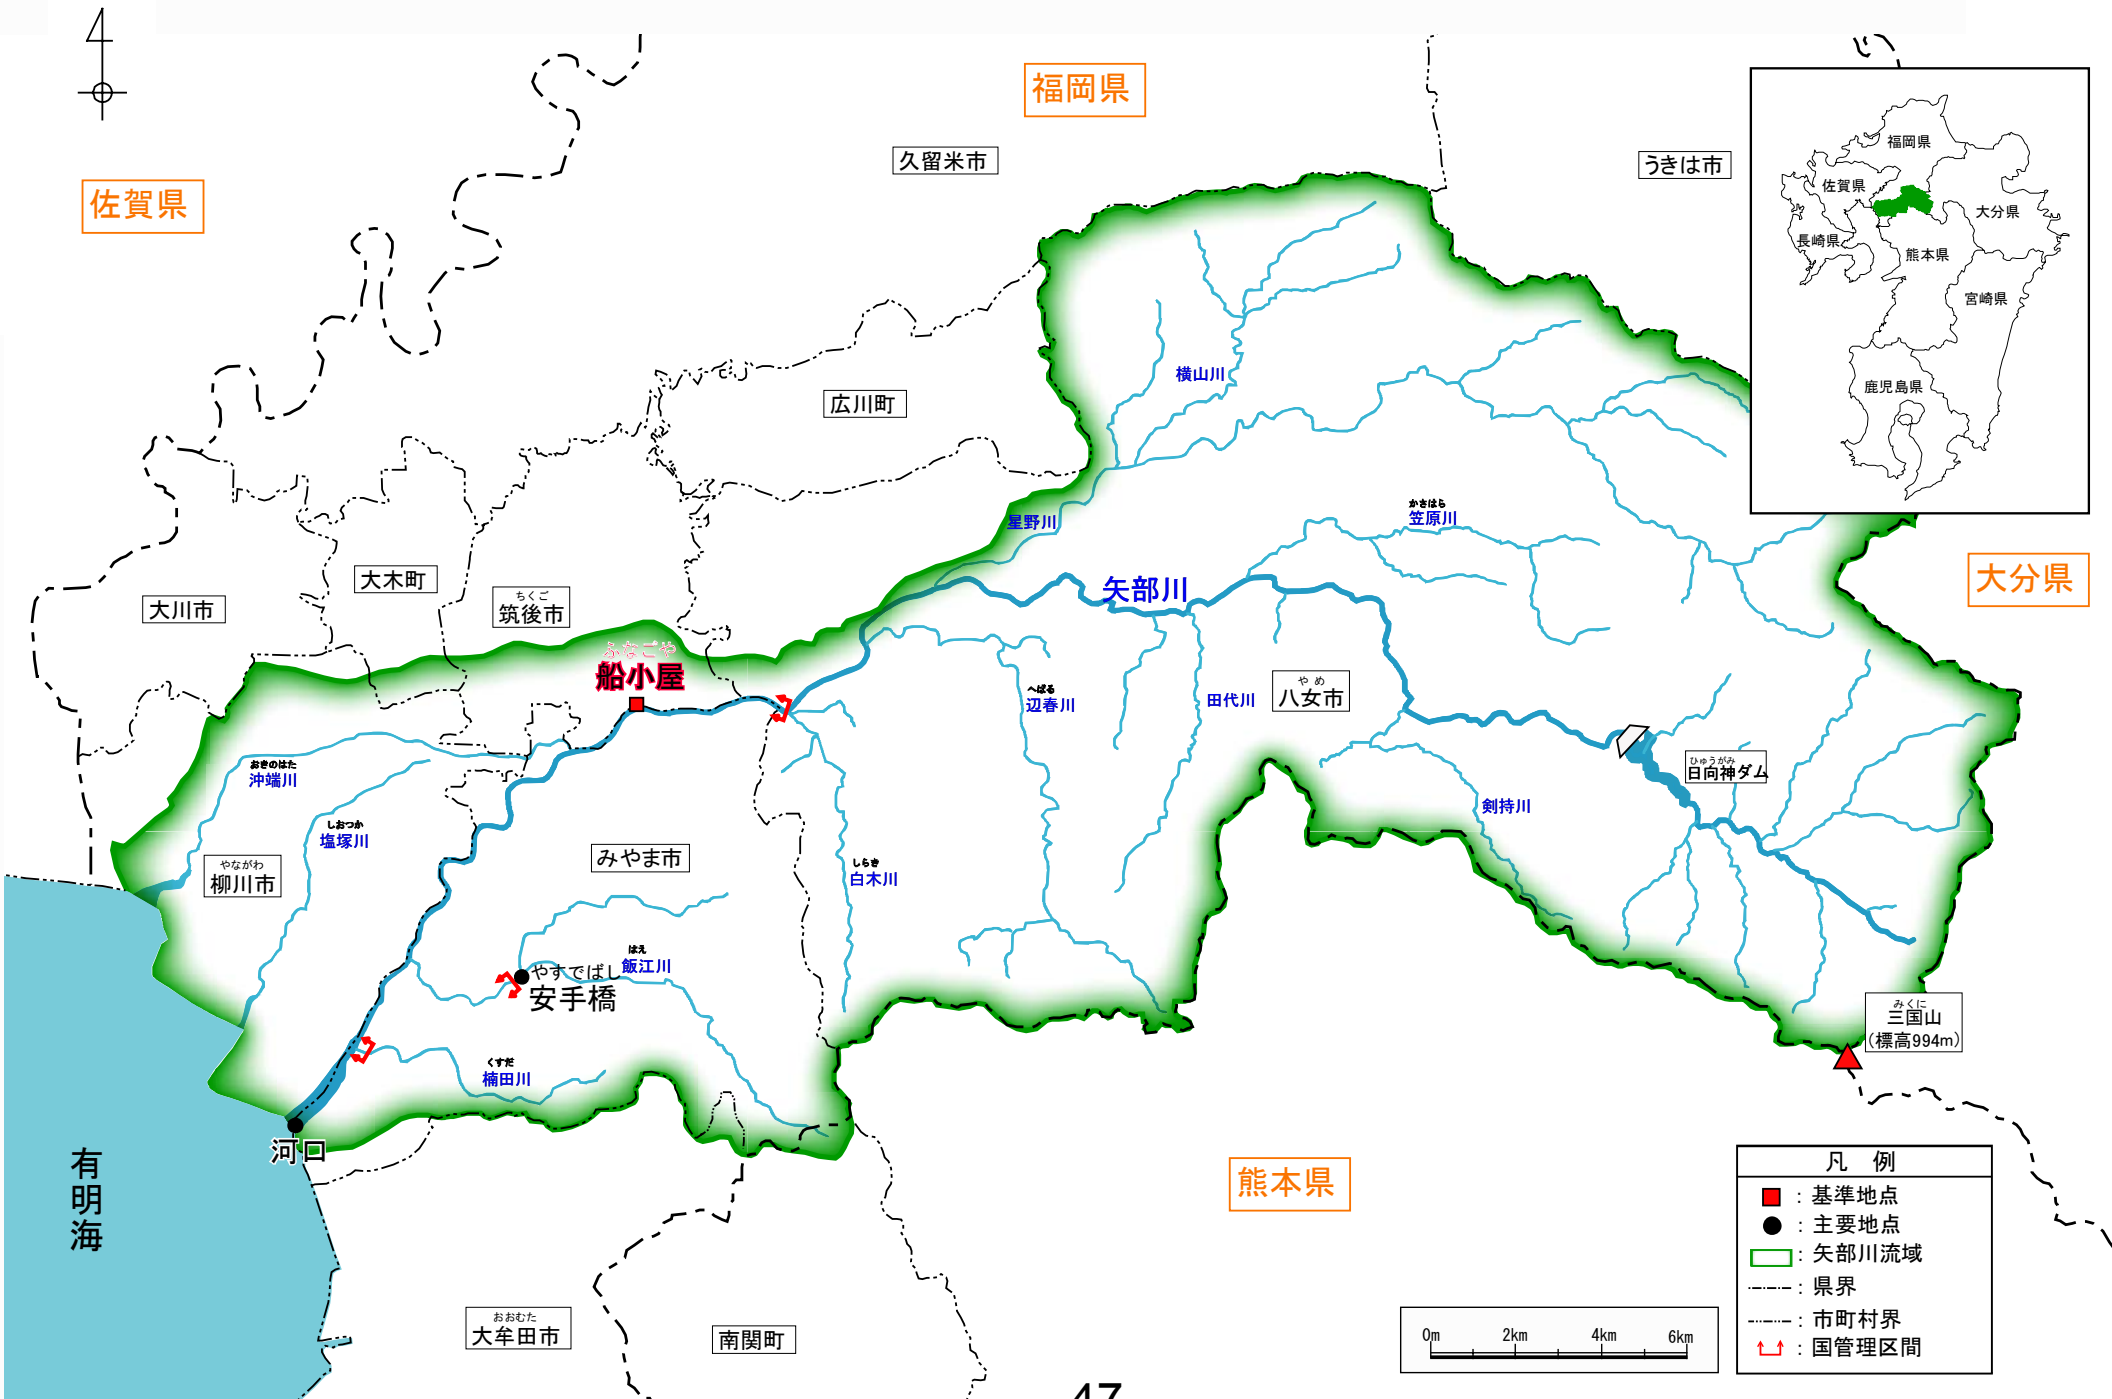 福岡県
久留米市
うきは市
佐賀県
福岡県
佐賀県
大分県
長崎県
熊本県
宮崎県
鹿児島県
横山川
広川町
星野川
かさはら
笠原川
大木町
大川市
ちくご
筑後市
矢部川
大分県
ふなごや
船小屋
へばる
辺春川
田代川
やめ
八女市
おきのはた
沖端川
ひゅうがみ
日向神ダム
しおつか
塩塚川
剣持川
やながわ
柳川市
みやま市
しらき
白木川
はえ
飯江川
やすでばし
安手橋
みくに
三国山
(標高994m)
くすだ
楠田川
河口
有明海
熊本県
おおむた
大牟田市
南関町
0m 2km 4km 6km
凡 例
：基準地点
：主要地点
：矢部川流域
：県界
：市町村界
：国管理区間
47